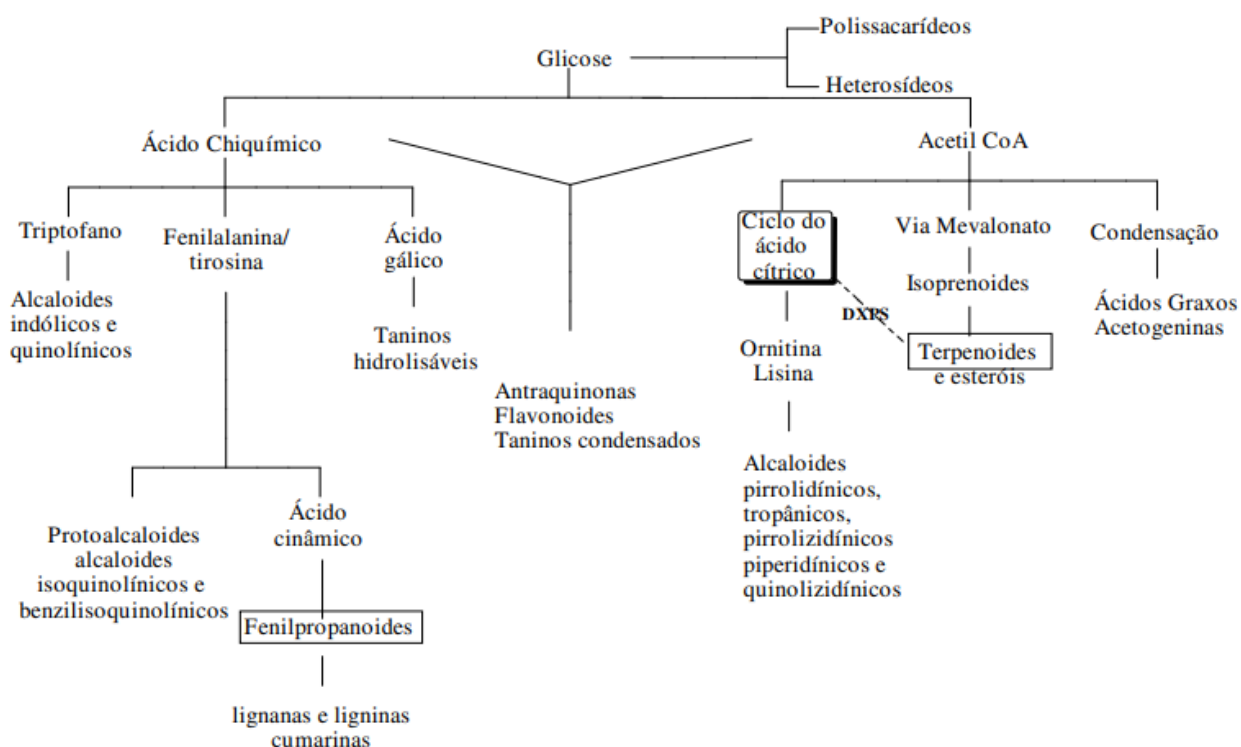 Glicose
Polissacarídeos
Heterosídeos
Ácido Chiquímico
Acetil CoA
Triptofano
Fenilalanina/
tirosina
Ácido
gálico
Ciclo do
ácido
cítrico
Via Mevalonato
Condensação
Alcaloides
indólicos e
quinolínicos
Taninos
hidrolisáveis
Isoprenoides
Ácidos Graxos
Acetogeninas
DXPS
Terpenoides
e esteróis
Ornitina
Lisina
Antraquinonas
Flavonoides
Taninos condensados
Alcaloides
pirrolidínicos,
tropânicos,
pirrolizidínicos
piperidínicos e
quinolizidínicos
Protoalcaloides
alcaloides
isoquinolínicos e
benzilisoquinolínicos
Ácido
cinâmico
Fenilpropanoides
lignanas e ligninas
cumarinas